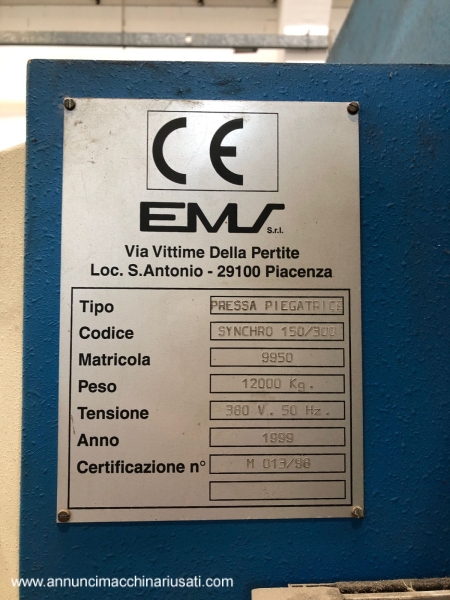 CE
EMS s.r.l.
Via Vittime Della Pertite
Loc. S.Antonio - 29100 Piacenza
Tipo PRESSA PIEGATRICE
Codice SYNCHRO 150/300
Matricola 9950
Peso 12000 Kg.
Tensione 380 V. 50 Hz.
Anno 1999
Certificazione n° M 013/98
www.annuncimacchinariusati.com